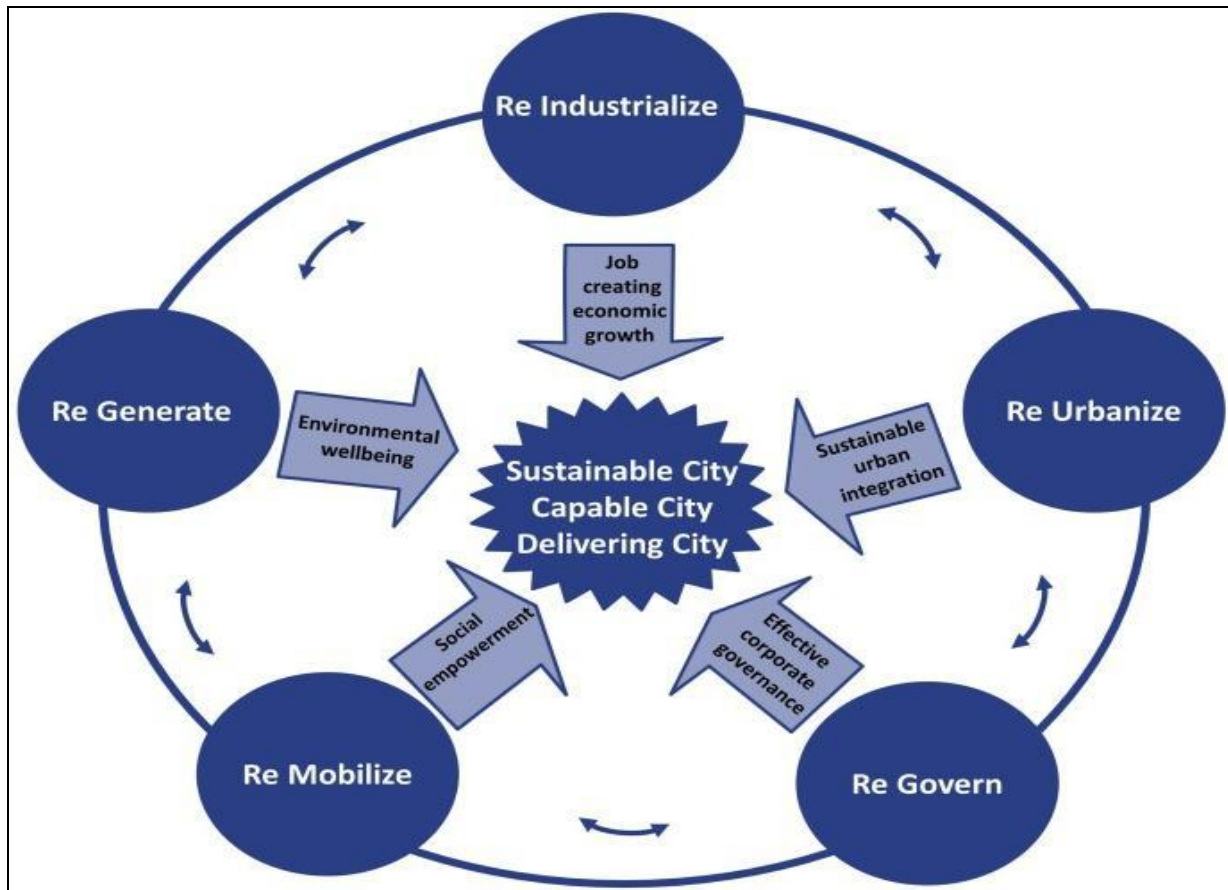 Re Industrialize
Job
creating
economic
growth
Re Generate
Environmental
wellbeing
Re Urbanize
Sustainable
urban
integration
Sustainable City
Capable City
Delivering City
Social
empowerment
Effective
corporate
governance
Re Mobilize
Re Govern